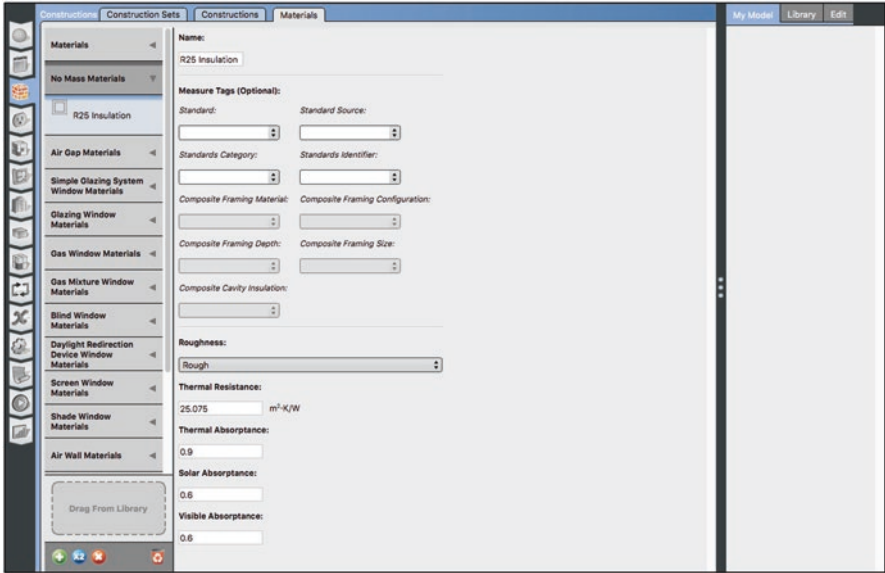 Constructions
Construction Sets
Constructions
Materials
My Model
Library
Edit
Materials
No Mass Materials
R25 Insulation
Air Gap Materials
Simple Glazing System
Window Materials
Glazing Window
Materials
Gas Window Materials
Gas Mixture Window
Materials
Blind Window
Materials
Daylight Redirection
Device Window
Materials
Screen Window
Materials
Shade Window
Materials
Air Wall Materials
Drag From Library
x2
Name:
R25 Insulation
Measure Tags (Optional):
Standard:
Standard Source:
Standards Category:
Standards Identifier:
Composite Framing Material:
Composite Framing Configuration:
Composite Framing Depth:
Composite Framing Size:
Composite Cavity Insulation:
Roughness:
Rough
Thermal Resistance:
25.075 m²·K/W
Thermal Absorptance:
0.9
Solar Absorptance:
0.6
Visible Absorptance:
0.6